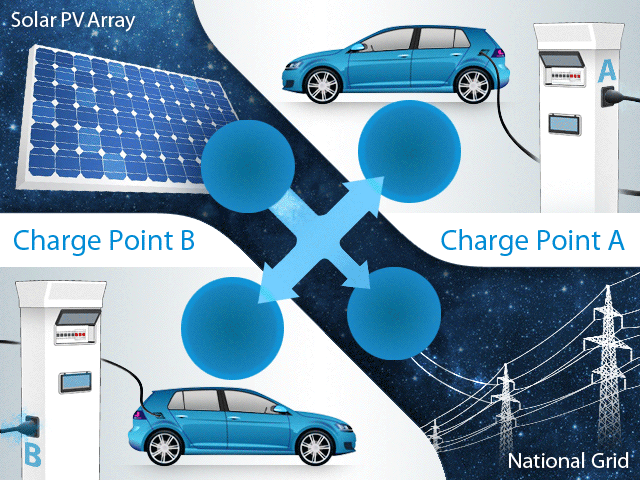 Solar PV Array
A
Charge Point B
Charge Point A
B
National Grid